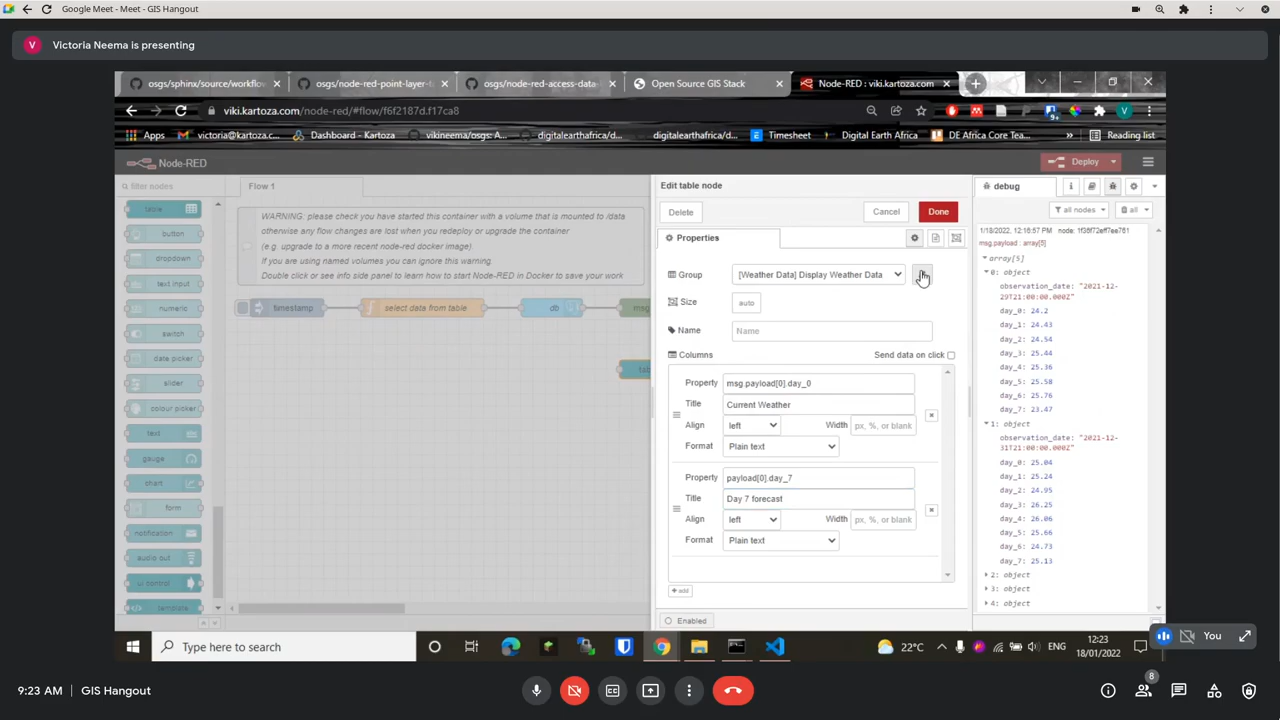 Google Meet - Meet - GIS Hangout
V Victoria Neema is presenting
osgs/sphinx/source/workflow
osgs/node-red-point-layer-
osgs/node-red-access-data-
Open Source GIS Stack
Node-RED : viki.kartoza.com
viki.kartoza.com/node-red/#flow/f6f2187d.f17ca8
V
Apps
victoria@kartoza.c...
Dashboard - Kartoza
vikineema/osgs: A...
digitalearthafrica/d...
digitalearthafrica/d...
Timesheet
Digital Earth Africa
DE Africa Core Tea...
Reading list
Node-RED
Deploy
filter nodes
Flow 1
Edit table node
debug
Delete
Cancel
Done
all nodes
all
table
button
dropdown
text input
numeric
switch
date picker
slider
colour picker
text
gauge
chart
form
notification
audio out
ui control
template
WARNING: please check you have started this container with a volume that is mounted to /data
otherwise any flow changes are lost when you redeploy or upgrade the container
(e.g. upgrade to a more recent node-red docker image).
If you are using named volumes you can ignore this warning.
Double click or see info side panel to learn how to start Node-RED in Docker to save your work
timestamp
select data from table
db
msg
Properties
Group
[Weather Data] Display Weather Data
Size
auto
Name
Name
Columns
Send data on click
Property
msg.payload[0].day_0
Title
Current Weather
Align
left
Width
px, %, or blank
Format
Plain text
Property
payload[0].day_7
Title
Day 7 forecast
Align
left
Width
px, %, or blank
Format
Plain text
add
Enabled
1/18/2022, 12:16:57 PM node: 1f36f72eff7ee761
msg.payload : array[5]
array[5]
0: object
observation_date: "2021-12-
29T21:00:00.000Z"
day_0: 24.2
day_1: 24.43
day_2: 24.54
day_3: 25.44
day_4: 25.36
day_5: 25.58
day_6: 25.76
day_7: 23.47
1: object
observation_date: "2021-12-
31T21:00:00.000Z"
day_0: 25.04
day_1: 25.24
day_2: 24.95
day_3: 26.25
day_4: 26.06
day_5: 25.66
day_6: 24.73
day_7: 25.13
2: object
3: object
4: object
You
Type here to search
22°C
ENG
12:23
18/01/2022
9:23 AM
GIS Hangout
8